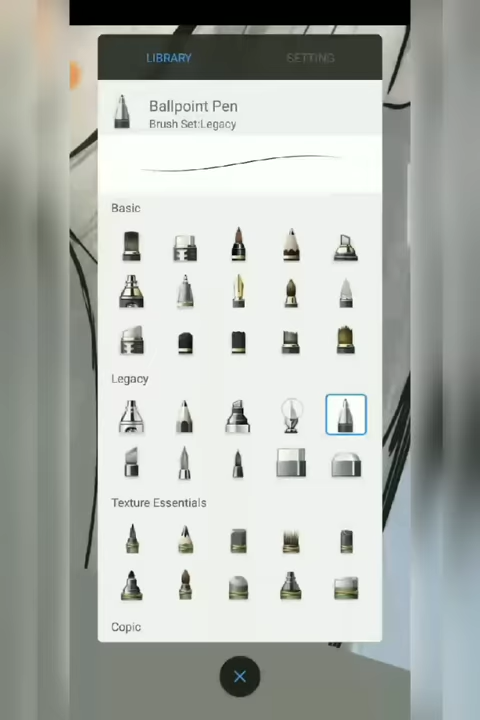 LIBRARY
SETTING
Ballpoint Pen
Brush Set:Legacy
Basic
Legacy
Texture Essentials
Copic